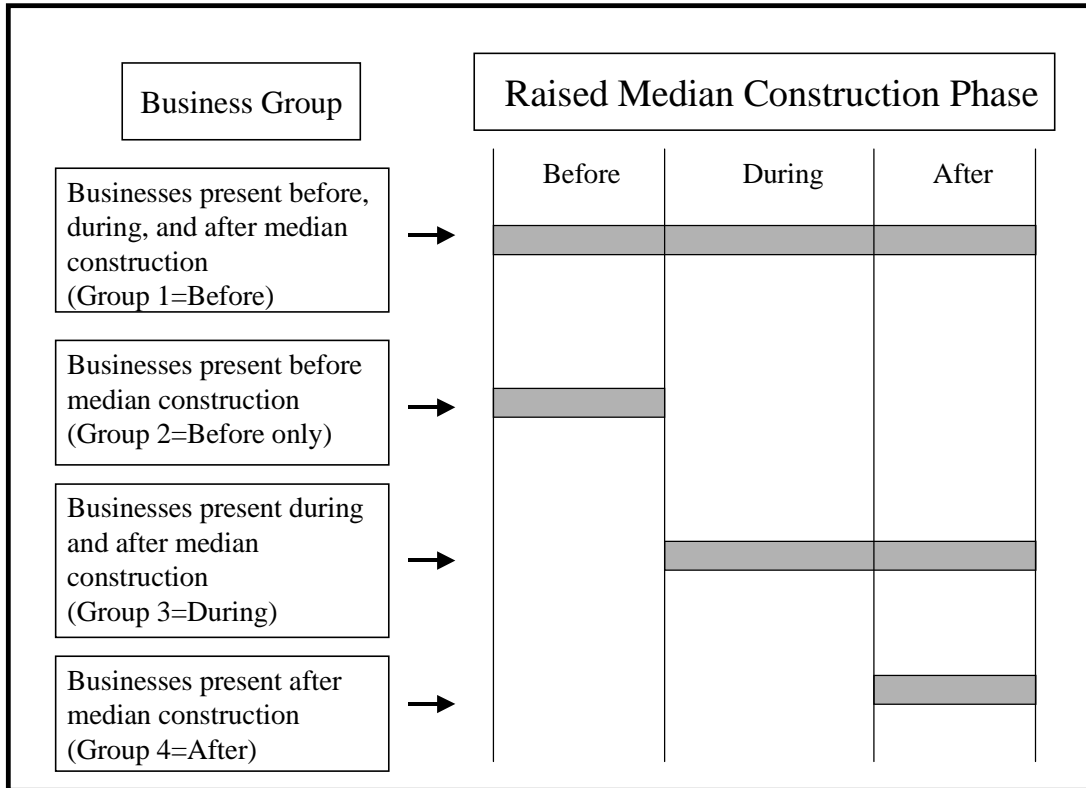 Business Group
Raised Median Construction Phase
Before
During
After
Businesses present before,
during, and after median
construction
(Group 1=Before)
Businesses present before
median construction
(Group 2=Before only)
Businesses present during
and after median
construction
(Group 3=During)
Businesses present after
median construction
(Group 4=After)